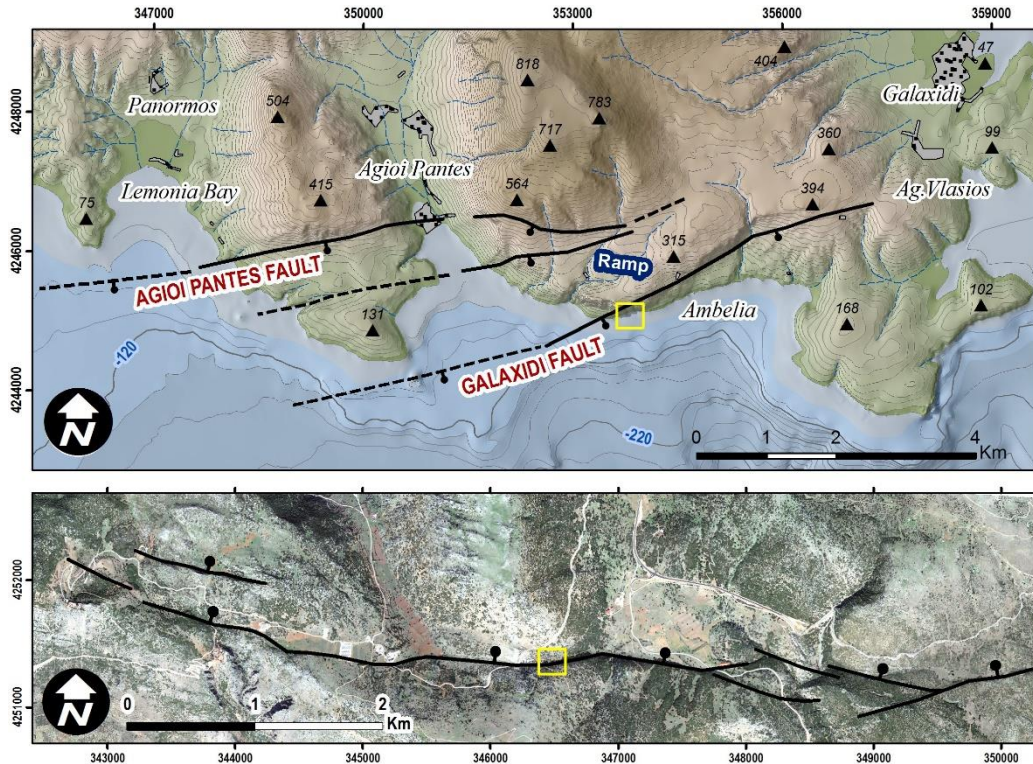 347000 350000 353000 356000 359000
4248000
4246000
4244000
818
404
47
Galaxidi
Panormos
504
783
717
360
99
Agioi Pantes
Lemonia Bay
415
564
394
Ag.Vlasios
75
315
Ramp
AGIOI PANTES FAULT
102
131
Ambelia
168
GALAXIDI FAULT
-120
-220
N
0 1 2 4
Km
4252000
4251000
N
0 1 2
Km
343000 344000 345000 346000 347000 348000 349000 350000